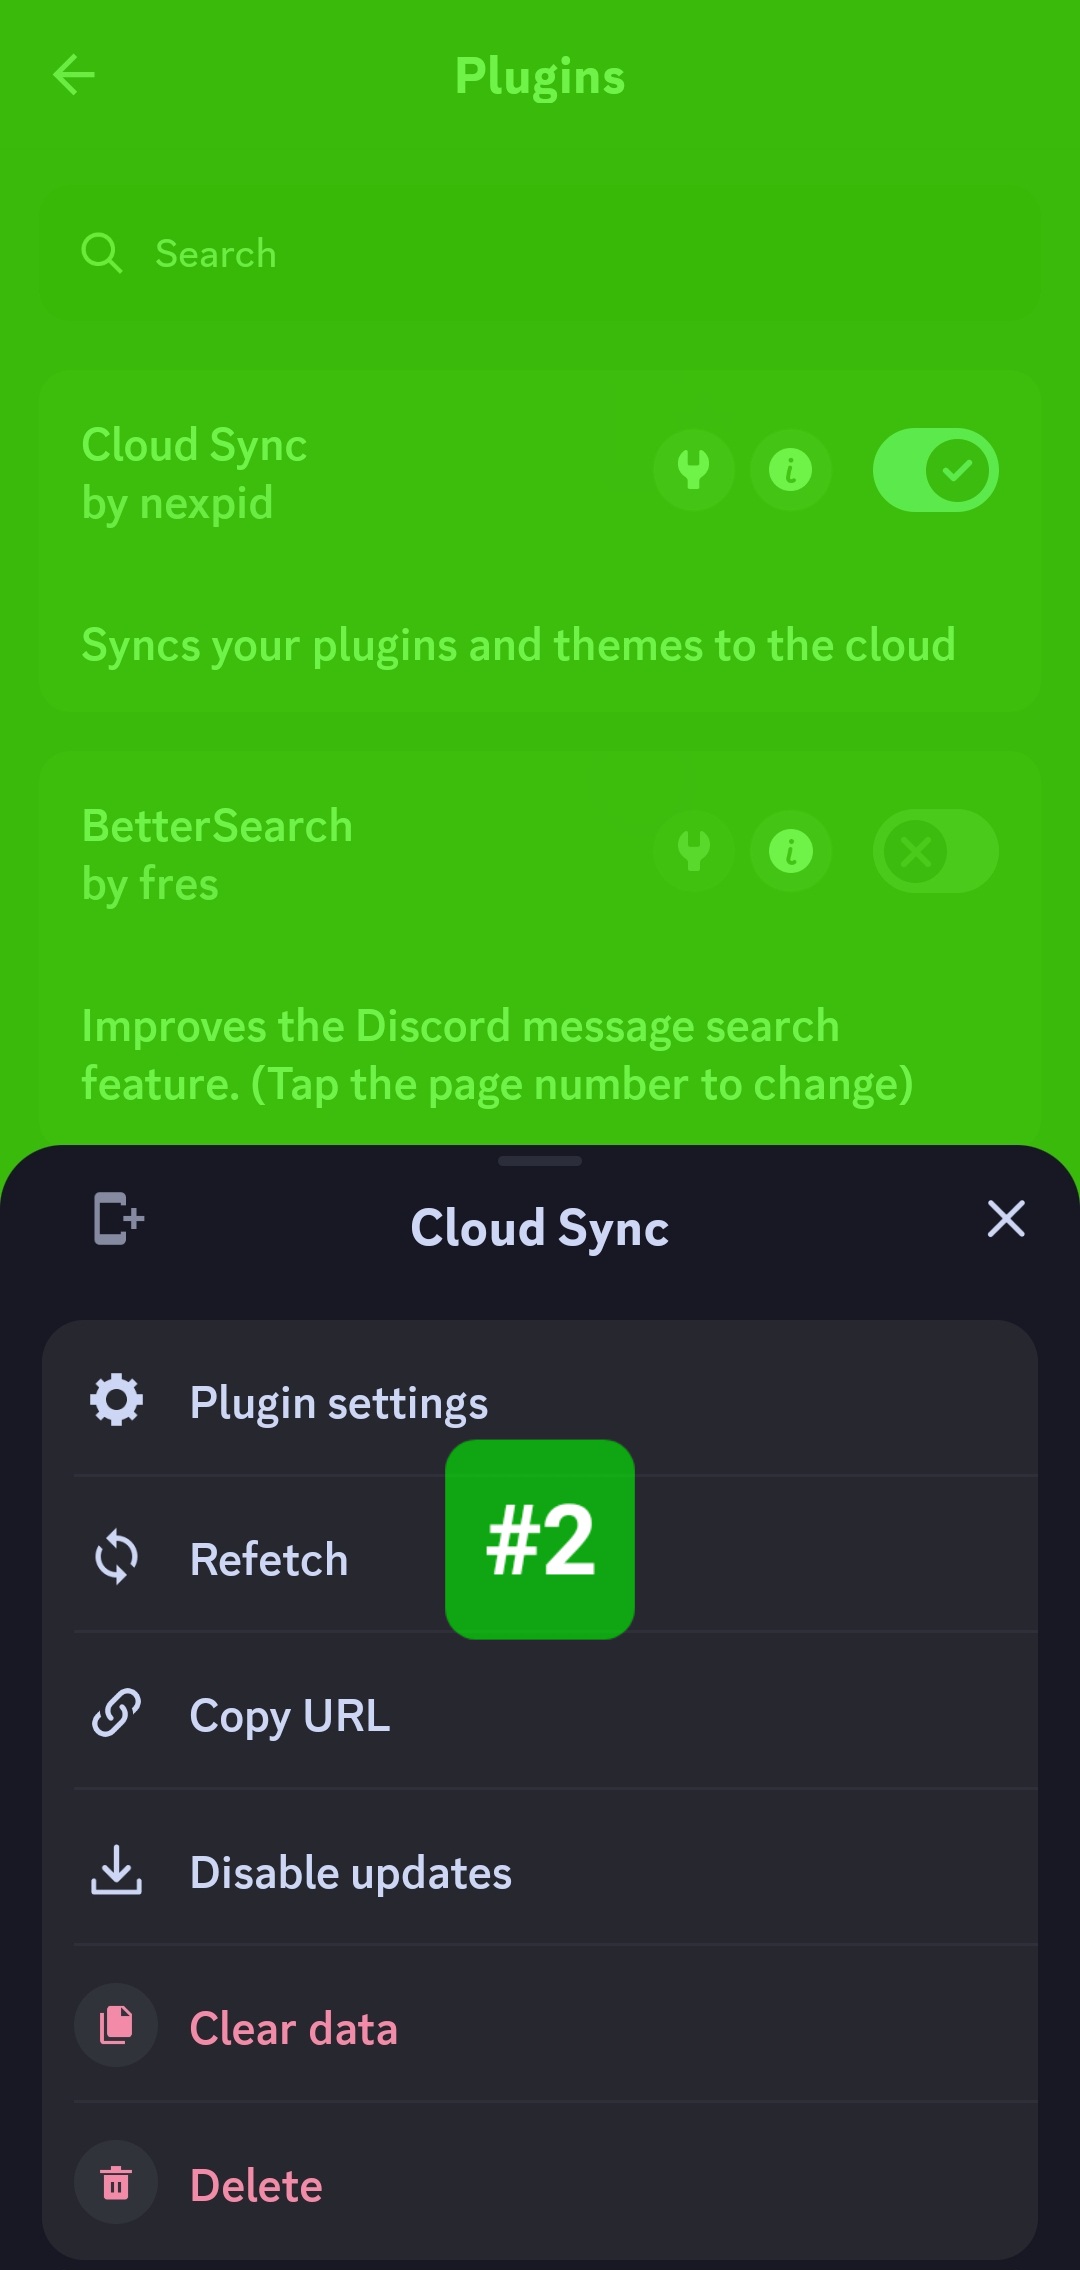 Plugins
Search
Cloud Sync
by nexpid
Syncs your plugins and themes to the cloud
BetterSearch
by fres
Improves the Discord message search
feature. (Tap the page number to change)
Cloud Sync
Plugin settings
#2
Refetch
Copy URL
Disable updates
Clear data
Delete